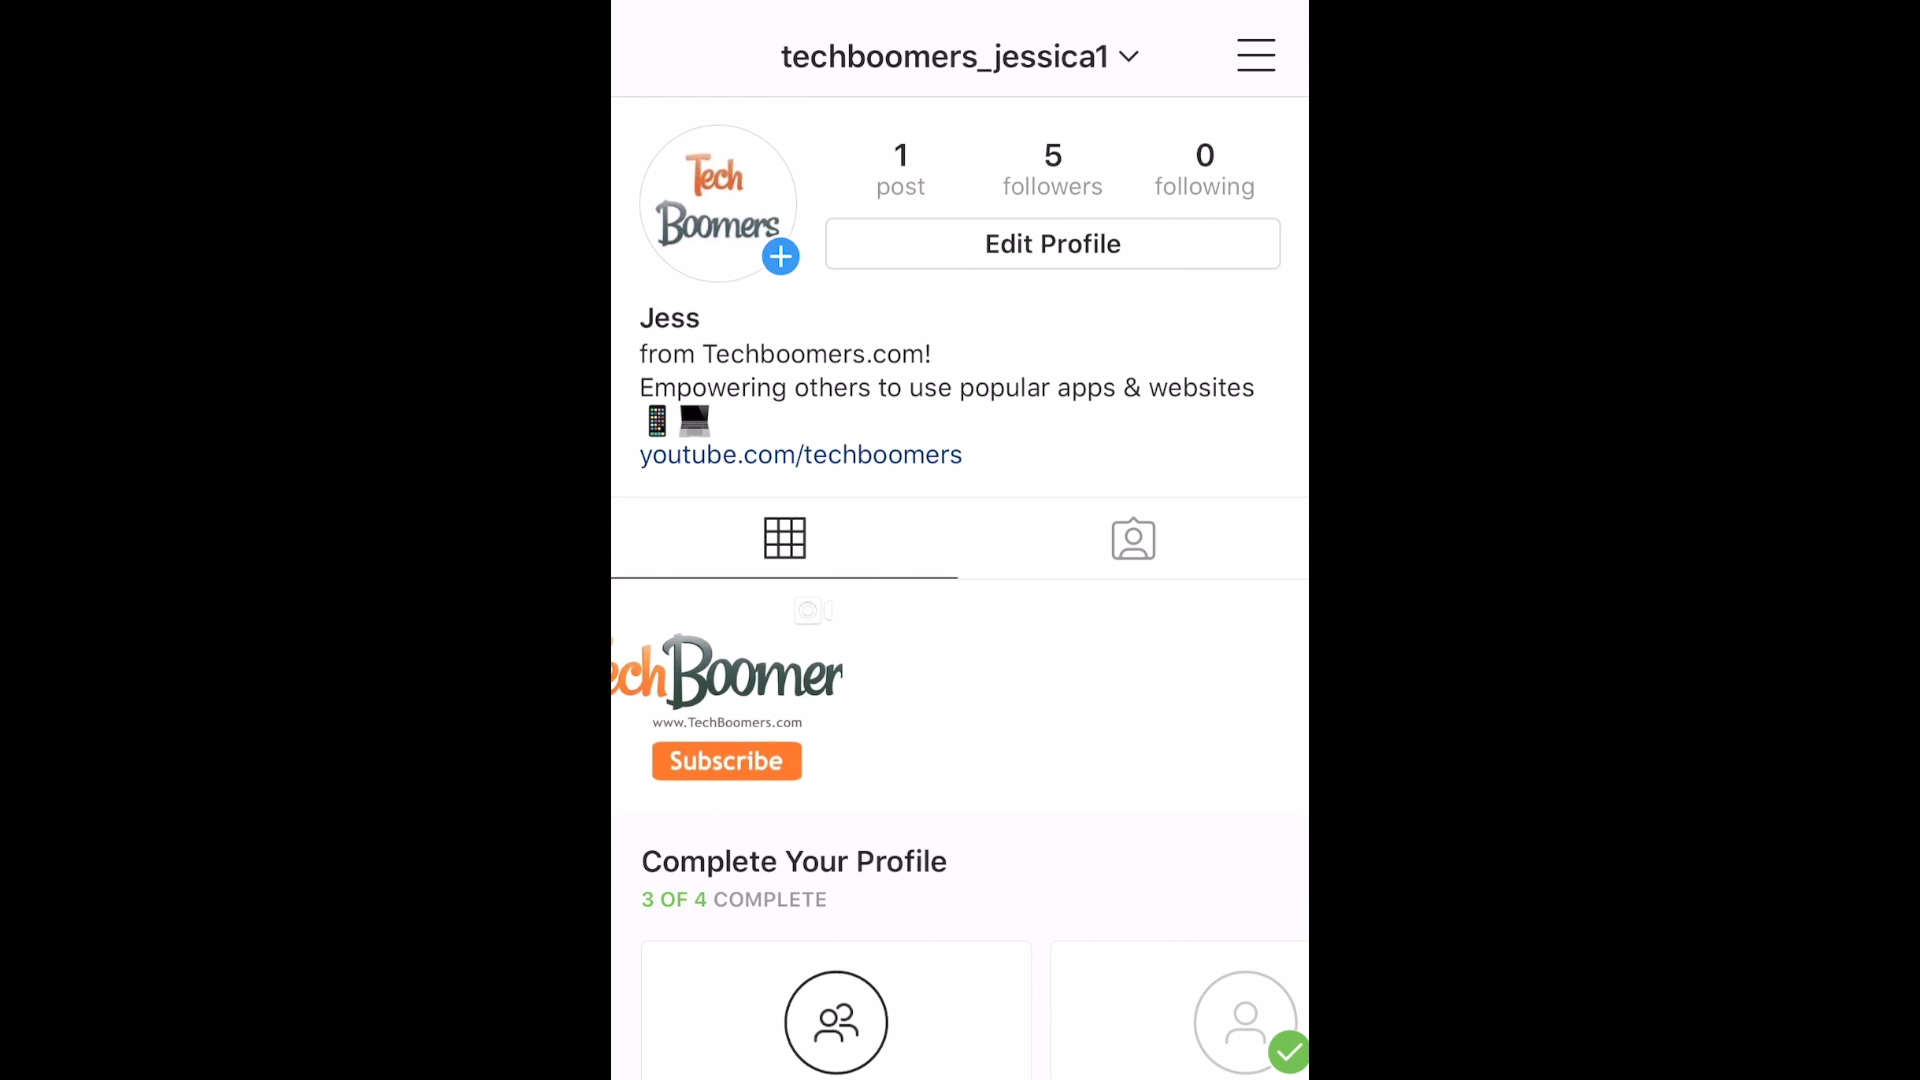 techboomers_jessica1
1 5 0
post followers following
Tech
Boomers
Edit Profile
Jess
from Techboomers.com!
Empowering others to use popular apps & websites
youtube.com/techboomers
echBoomer
www.TechBoomers.com
Subscribe
Complete Your Profile
3 OF 4 COMPLETE